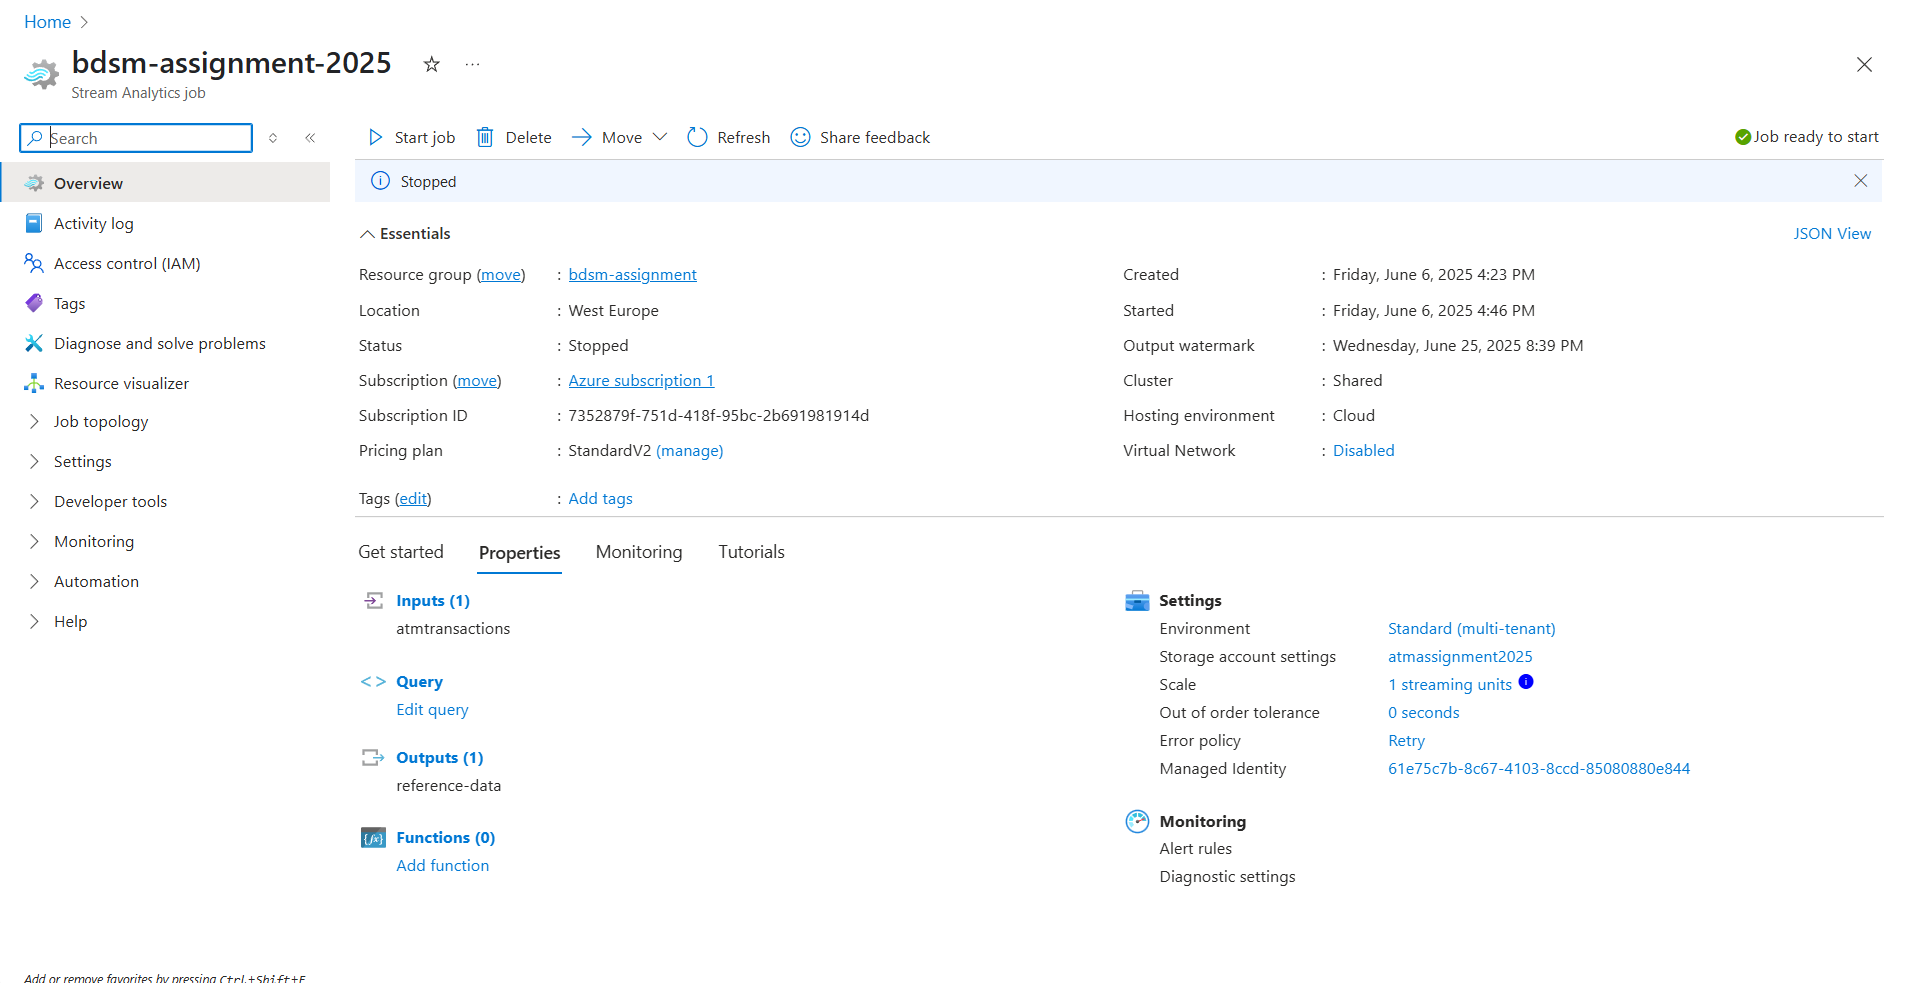 Home
bdsm-assignment-2025
Stream Analytics job
Search
Start job Delete Move Refresh Share feedback Job ready to start
Overview
Stopped
Activity log
Access control (IAM)
Tags
Diagnose and solve problems
Resource visualizer
Job topology
Settings
Developer tools
Monitoring
Automation
Help
Essentials JSON View
Resource group (move) : bdsm-assignment
Location : West Europe
Status : Stopped
Subscription (move) : Azure subscription 1
Subscription ID : 7352879f-751d-418f-95bc-2b691981914d
Pricing plan : StandardV2 (manage)
Created : Friday, June 6, 2025 4:23 PM
Started : Friday, June 6, 2025 4:46 PM
Output watermark : Wednesday, June 25, 2025 8:39 PM
Cluster : Shared
Hosting environment : Cloud
Virtual Network : Disabled
Tags (edit) : Add tags
Get started Properties Monitoring Tutorials
Inputs (1)
atmtransactions
Query
Edit query
Outputs (1)
reference-data
Functions (0)
Add function
Settings
Environment Standard (multi-tenant)
Storage account settings atmassignment2025
Scale 1 streaming units
Out of order tolerance 0 seconds
Error policy Retry
Managed Identity 61e75c7b-8c67-4103-8ccd-85080880e844
Monitoring
Alert rules
Diagnostic settings
Add or remove favorites by pressing Ctrl+Shift+F